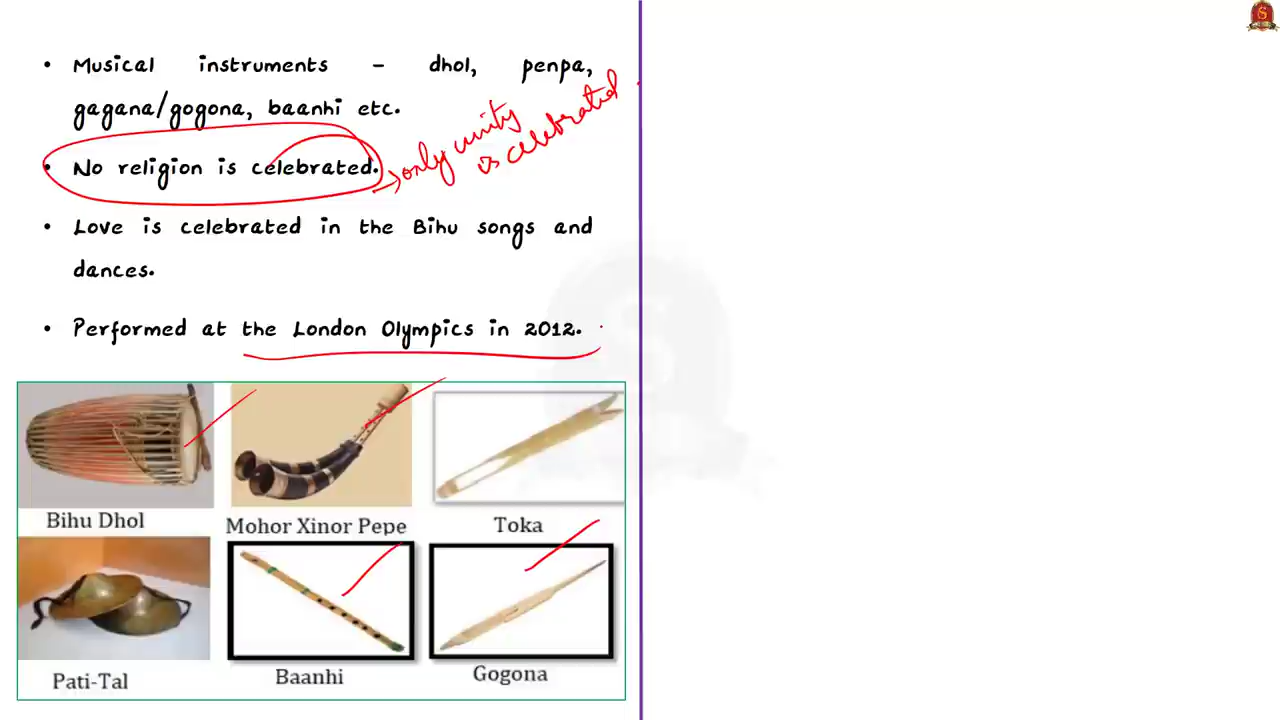 • Musical instruments – dhol, penpa,
gagana/gogona, baanhi etc.
• No religion is celebrated.
→ only unity
is celebrated
• Love is celebrated in the Bihu songs and
dances.
• Performed at the London Olympics in 2012.
Bihu Dhol
Mohor Xinor Pepe
Toka
Pati-Tal
Baanhi
Gogona